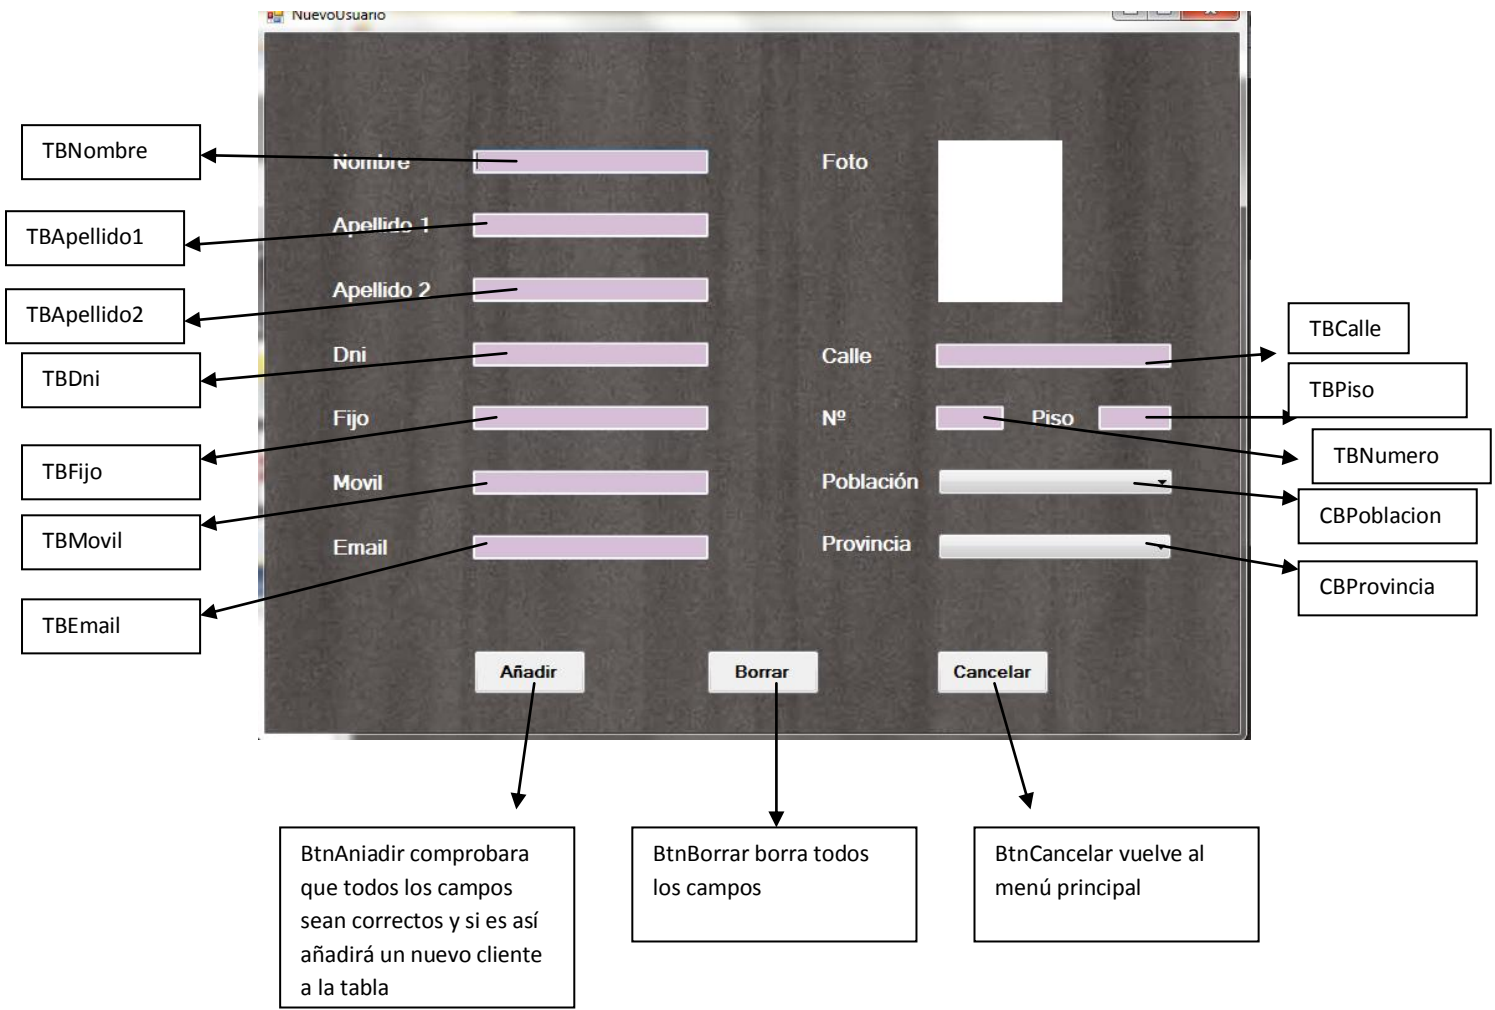 NuevoUsuario
TBNombre
Nombre
Foto
TBApellido1
Apellido 1
TBApellido2
Apellido 2
TBCalle
TBDni
Dni
Calle
TBPiso
Fijo
Nº
Piso
TBFijo
TBNumero
Movil
Población
CBPoblacion
TBMovil
Email
Provincia
CBProvincia
TBEmail
Añadir
Borrar
Cancelar
BtnAniadir comprobara
que todos los campos
sean correctos y si es así
añadirá un nuevo cliente
a la tabla
BtnBorrar borra todos
los campos
BtnCancelar vuelve al
menú principal